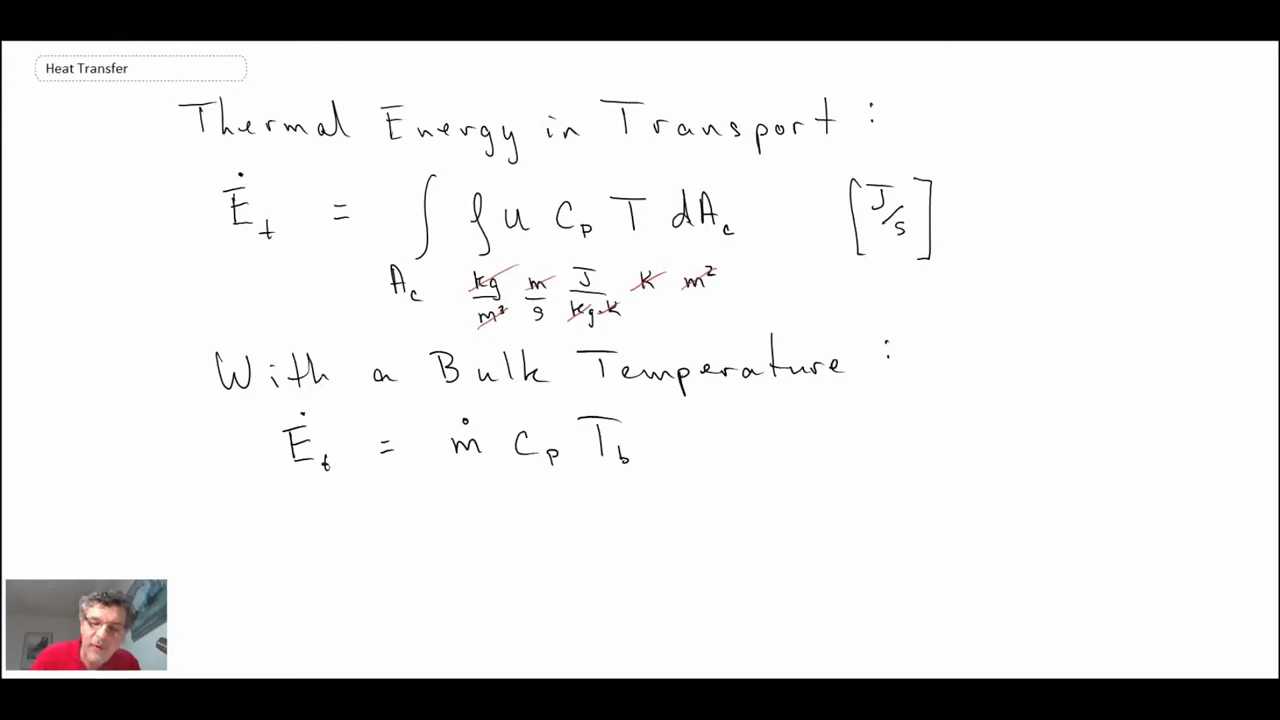 Heat Transfer
Thermal Energy in Transport :
Ė_t = ∫ ρ u C_p T dA_c [J/s]
A_c kg/m³ m/s J/kg·K K m²
With a Bulk Temperature :
Ė_t = ṁ C_p T_b